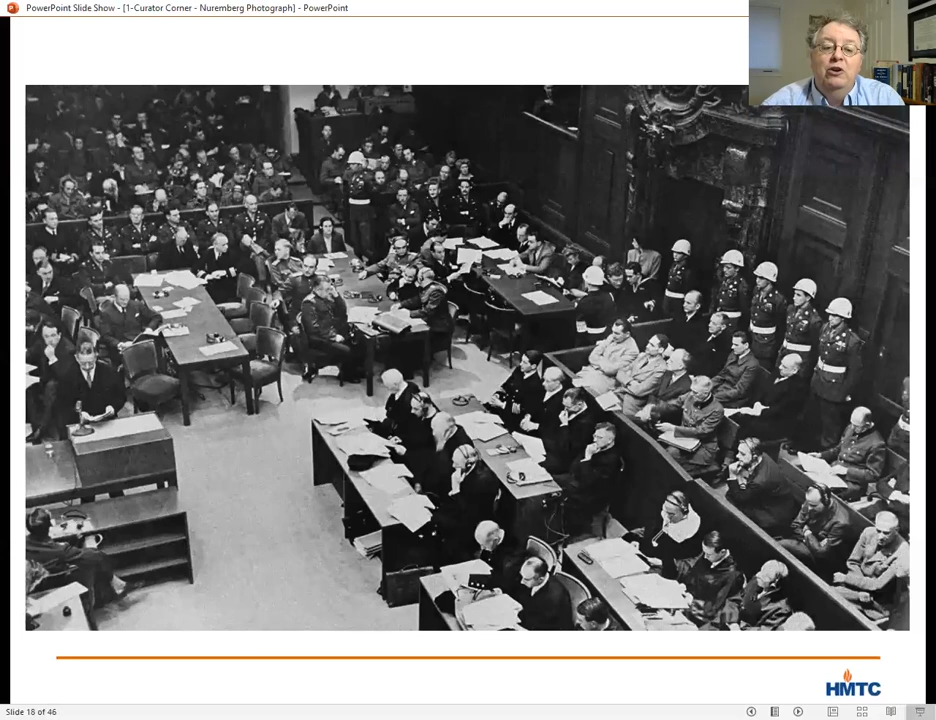 PowerPoint Slide Show - [1-Curator Corner - Nuremberg Photograph] - PowerPoint
HMTC
Slide 18 of 46